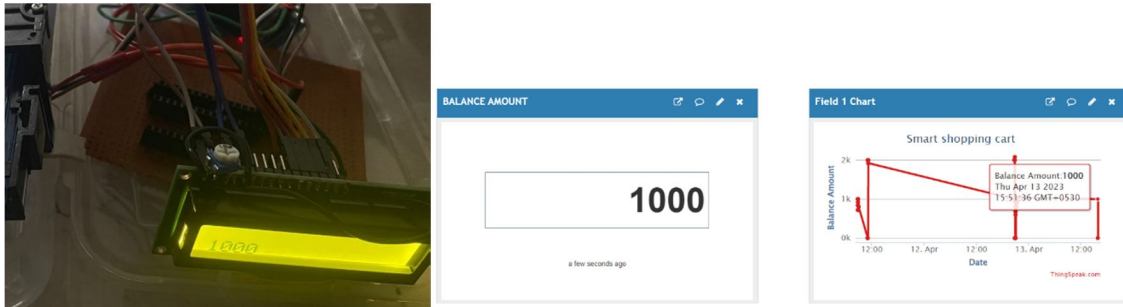 1000
BALANCE AMOUNT
1000
a few seconds ago
Field 1 Chart
Smart shopping cart
Balance Amount
2k
1k
0k
Balance Amount:1000
Thu Apr 13 2023
15:51:36 GMT+0530
12:00 12. Apr 12:00 13. Apr 12:00
Date
ThingSpeak.com